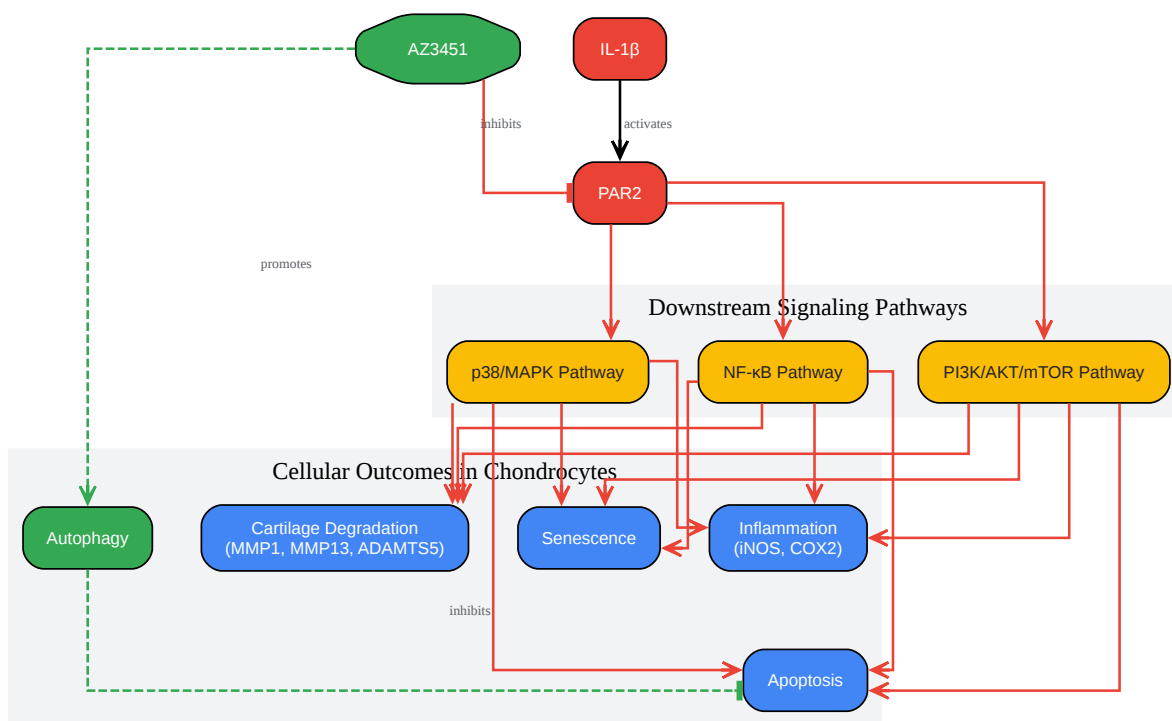 AZ3451
IL-1β
inhibits
activates
PAR2
promotes
Downstream Signaling Pathways
p38/MAPK Pathway
NF-κB Pathway
PI3K/AKT/mTOR Pathway
Cellular Outcomes in Chondrocytes
Autophagy
Cartilage Degradation
(MMP1, MMP13, ADAMTS5)
Senescence
Inflammation
(iNOS, COX2)
inhibits
Apoptosis